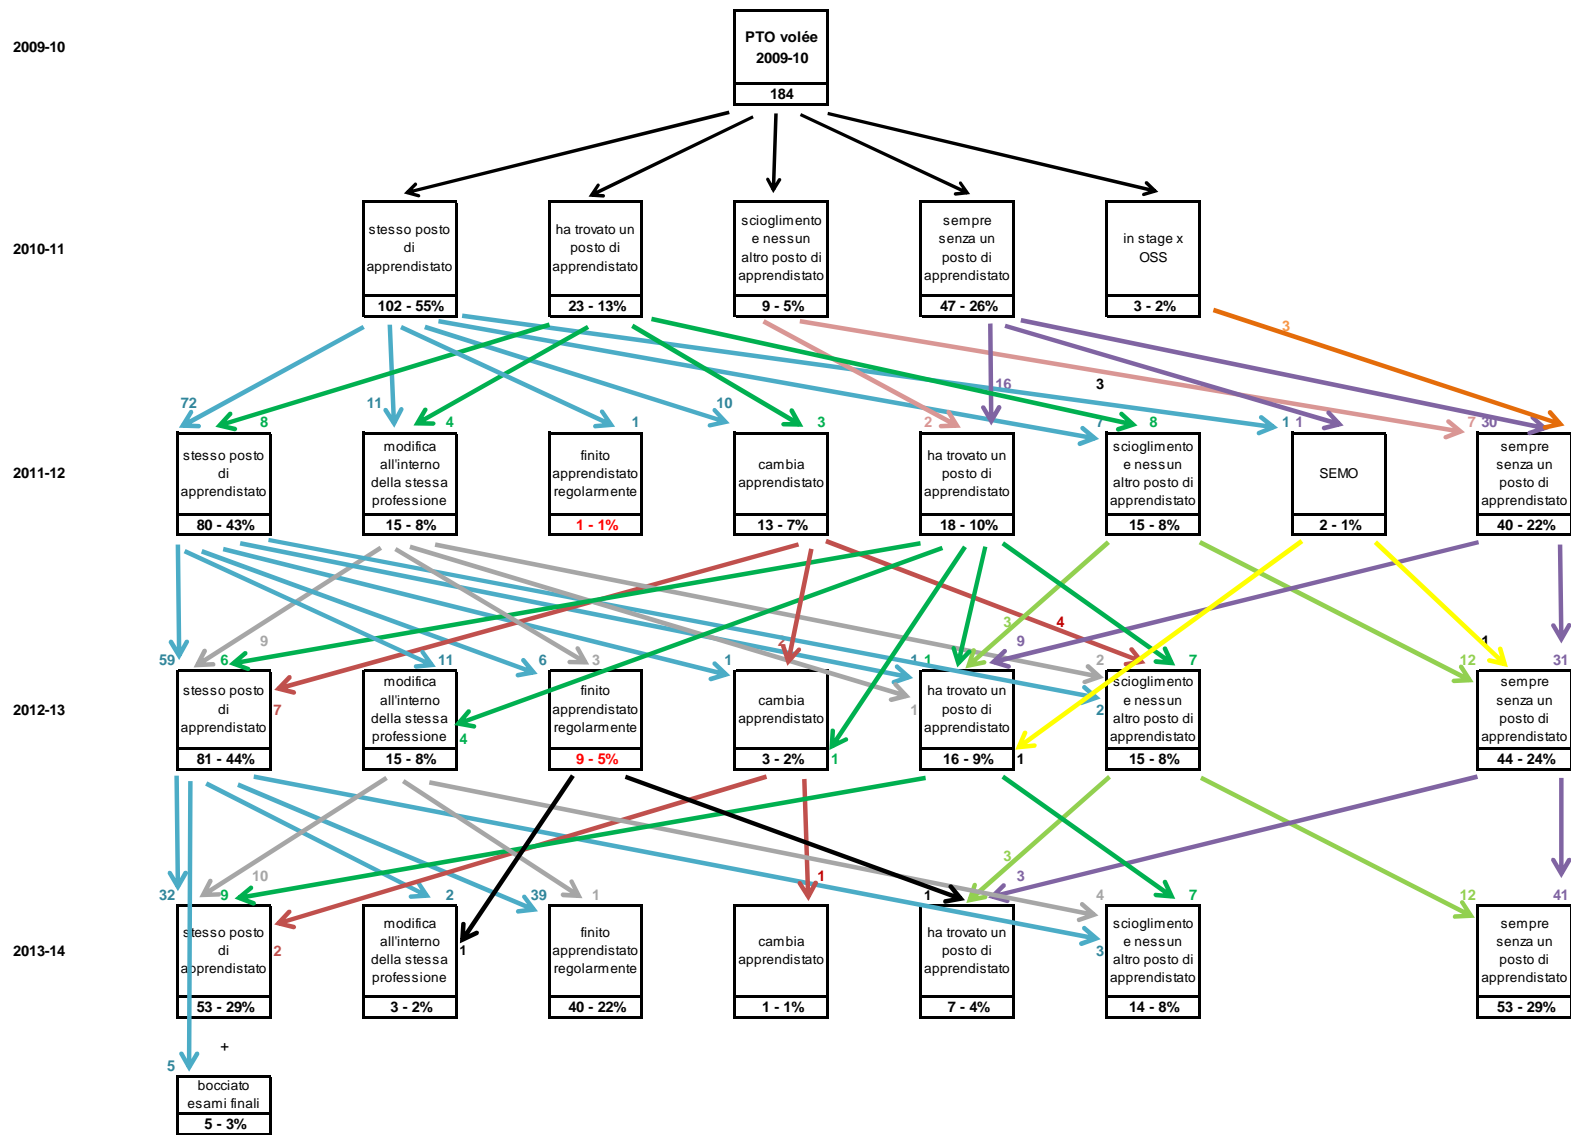 2009-10
PTO volée
2009-10
184
2010-11
stesso posto
di
apprendistato
102 - 55%
ha trovato un
posto di
apprendistato
23 - 13%
scioglimento
e nessun
altro posto di
apprendistato
9 - 5%
sempre
senza un
posto di
apprendistato
47 - 26%
in stage x
OSS
3 - 2%
3
16
3
72
8
11
4
1
10
3
2
7
8
1
1
7
30
2011-12
stesso posto
di
apprendistato
80 - 43%
modifica
all'interno
della stessa
professione
15 - 8%
finito
apprendistato
regolarmente
1 - 1%
cambia
apprendistato
13 - 7%
ha trovato un
posto di
apprendistato
18 - 10%
scioglimento
e nessun
altro posto di
apprendistato
15 - 8%
SEMO
2 - 1%
sempre
senza un
posto di
apprendistato
40 - 22%
3
4
9
9
2
1
59
6
11
6
3
1
1
1
2
7
12
31
2012-13
stesso posto
di
apprendistato
81 - 44%
7
modifica
all'interno
della stessa
professione
15 - 8%
4
finito
apprendistato
regolarmente
9 - 5%
cambia
apprendistato
3 - 2%
1
1
ha trovato un
posto di
apprendistato
16 - 9%
1
2
scioglimento
e nessun
altro posto di
apprendistato
15 - 8%
sempre
senza un
posto di
apprendistato
44 - 24%
3
10
1
3
32
9
2
39
1
1
4
7
12
41
2013-14
stesso posto
di
apprendistato
53 - 29%
2
modifica
all'interno
della stessa
professione
3 - 2%
1
finito
apprendistato
regolarmente
40 - 22%
cambia
apprendistato
1 - 1%
ha trovato un
posto di
apprendistato
7 - 4%
3
scioglimento
e nessun
altro posto di
apprendistato
14 - 8%
sempre
senza un
posto di
apprendistato
53 - 29%
+
5
bocciato
esami finali
5 - 3%